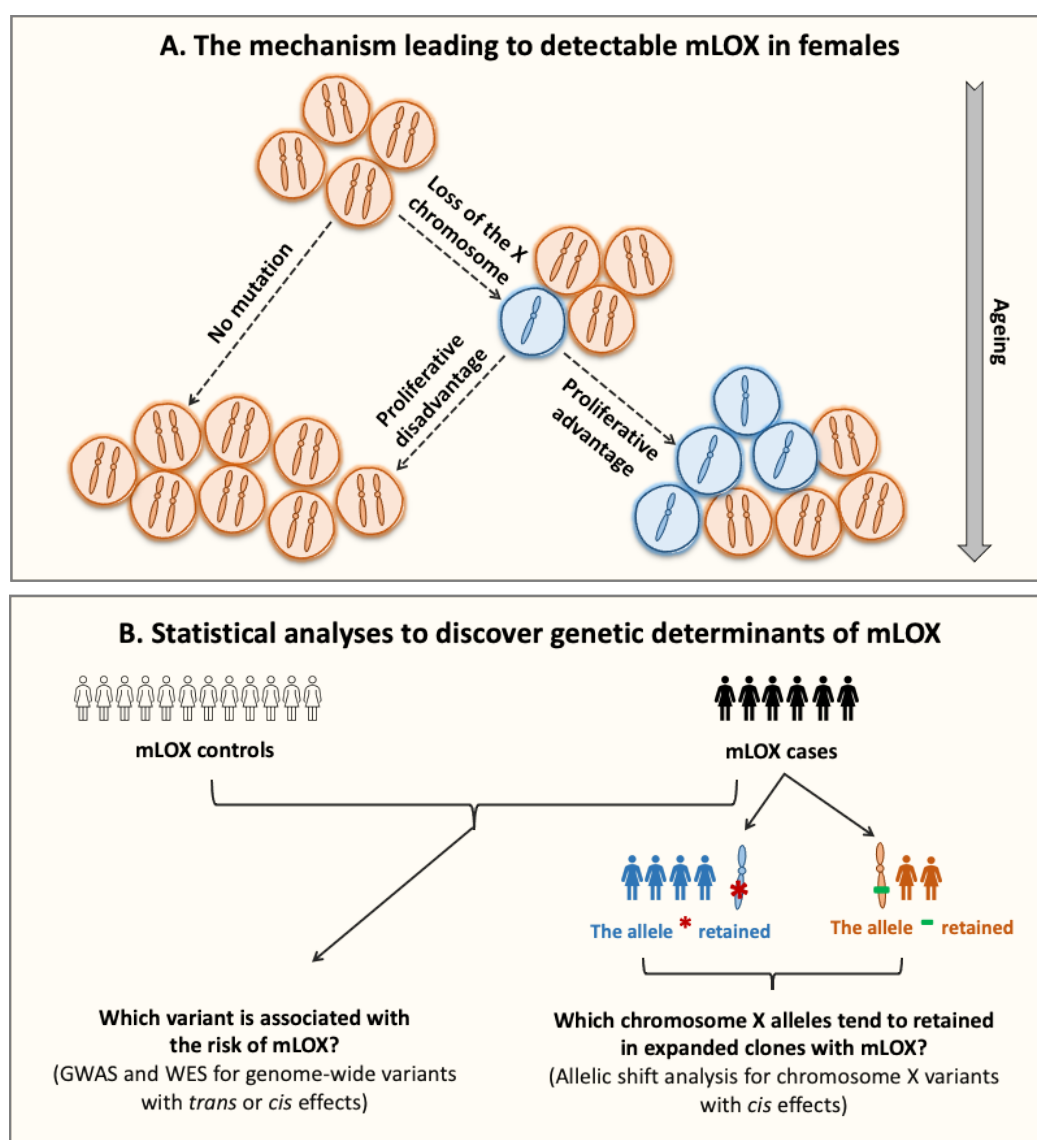 A. The mechanism leading to detectable mLOX in females
Loss of the X
chromosome
No mutation
Proliferative
disadvantage
Proliferative
advantage
Ageing
B. Statistical analyses to discover genetic determinants of mLOX
mLOX controls
mLOX cases
The allele * retained
The allele - retained
Which variant is associated with
the risk of mLOX?
(GWAS and WES for genome-wide variants
with trans or cis effects)
Which chromosome X alleles tend to retained
in expanded clones with mLOX?
(Allelic shift analysis for chromosome X variants
with cis effects)